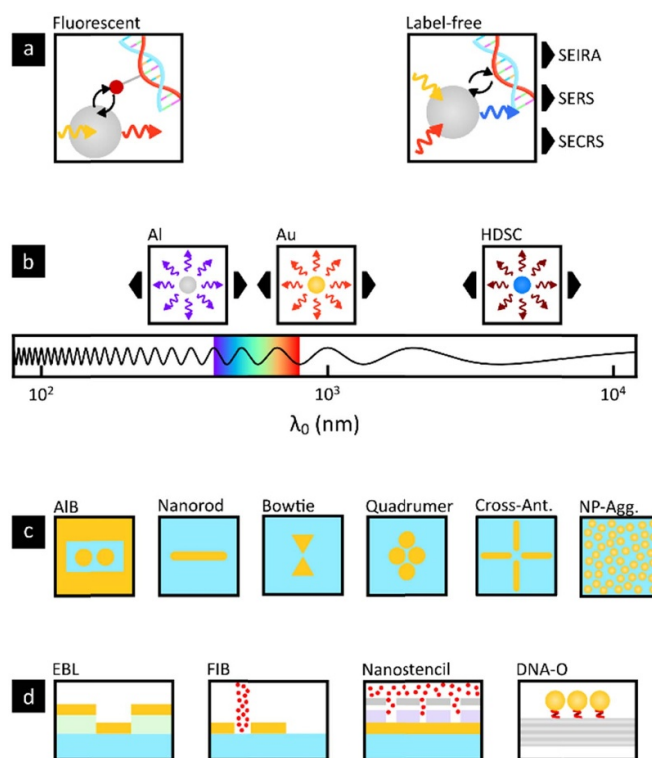 a
Fluorescent
Label-free
SEIRA
SERS
SECRS
b
Al
Au
HDSC
10²
10³
10⁴
λ₀ (nm)
c
AIB
Nanorod
Bowtie
Quadrumer
Cross-Ant.
NP-Agg.
d
EBL
FIB
Nanostencil
DNA-O